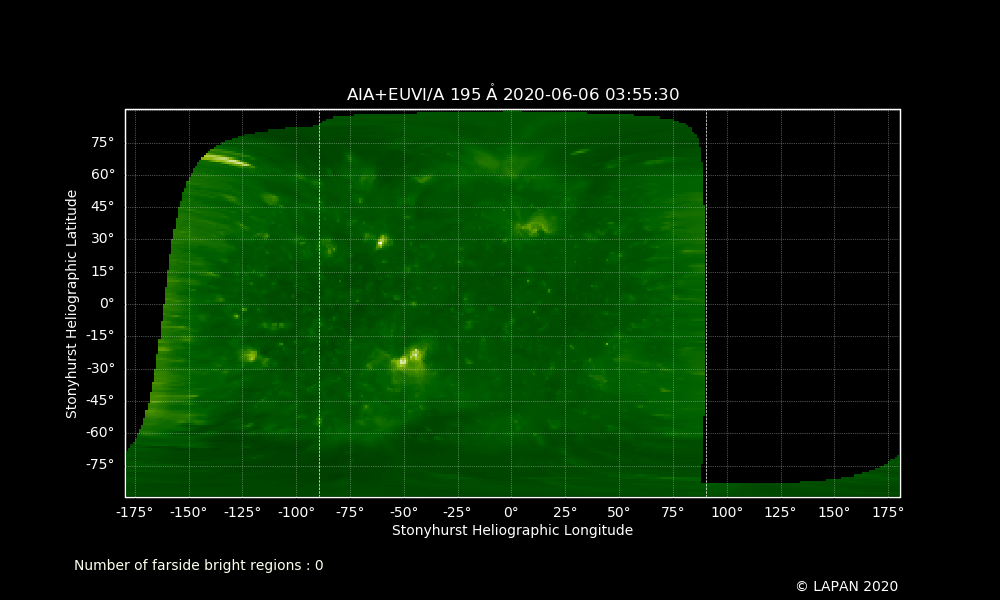 AIA+EUVI/A 195 Å 2020-06-06 03:55:30
Stonyhurst Heliographic Latitude
75°
60°
45°
30°
15°
0°
-15°
-30°
-45°
-60°
-75°
-175° -150° -125° -100° -75° -50° -25° 0° 25° 50° 75° 100° 125° 150° 175°
Stonyhurst Heliographic Longitude
Number of farside bright regions : 0
© LAPAN 2020